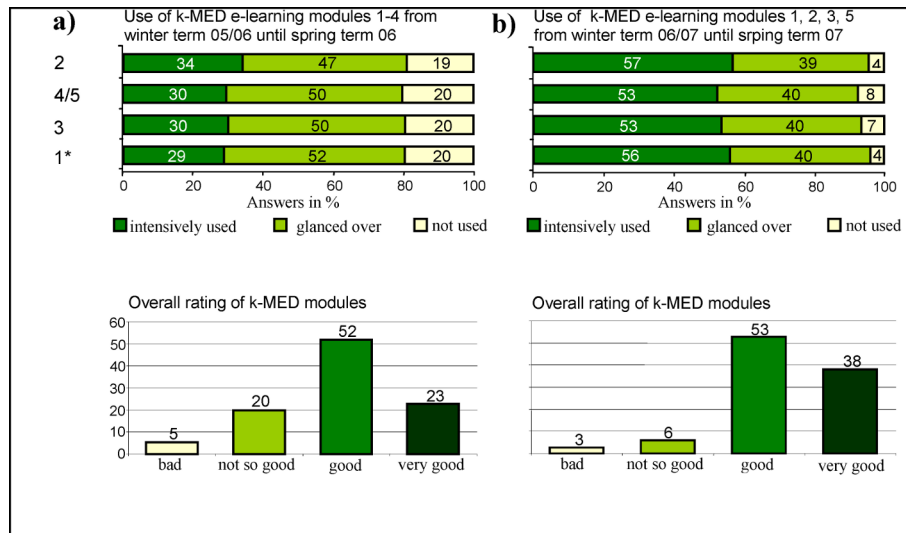 a)
Use of k-MED e-learning modules 1-4 from
winter term 05/06 until spring term 06
2
34 47 19
4/5
30 50 20
3
30 50 20
1*
29 52 20
0 20 40 60 80 100
Answers in %
intensively used glanced over not used
b)
Use of k-MED e-learning modules 1, 2, 3, 5
from winter term 06/07 until srping term 07
57 39 4
53 40 8
53 40 7
56 40 4
0 20 40 60 80 100
Answers in %
intensively used glanced over not used
Overall rating of k-MED modules
60
50
40
30
20
10
0
5 20 52 23
bad not so good good very good
Overall rating of k-MED modules
3 6 53 38
bad not so good good very good